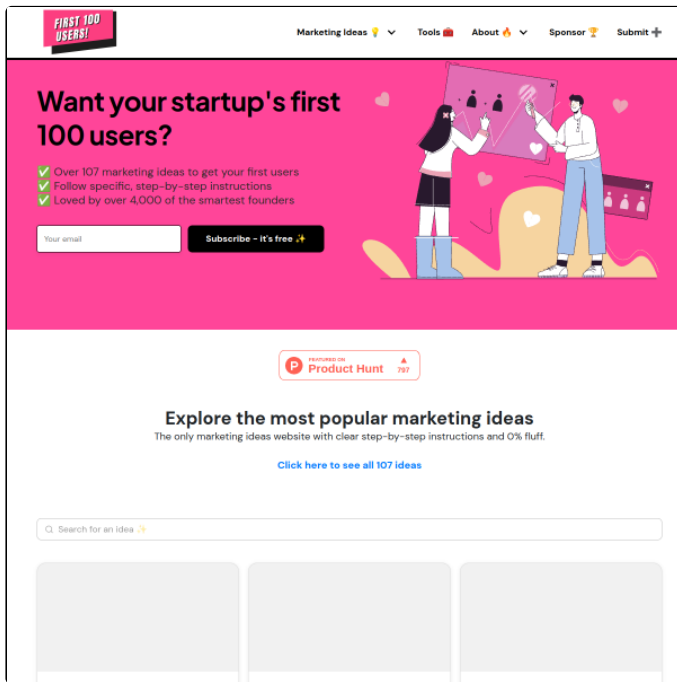 FIRST 100
USERS!
Marketing Ideas 💡
Tools 🧰
About 🔥
Sponsor 🏆
Submit ➕
Want your startup's first
100 users?
✅ Over 107 marketing ideas to get your first users
✅ Follow specific, step-by-step instructions
✅ Loved by over 4,000 of the smartest founders
Your email
Subscribe - it's free ✨
FEATURED ON
Product Hunt
797
Explore the most popular marketing ideas
The only marketing ideas website with clear step-by-step instructions and 0% fluff.
Click here to see all 107 ideas
Search for an idea ✨